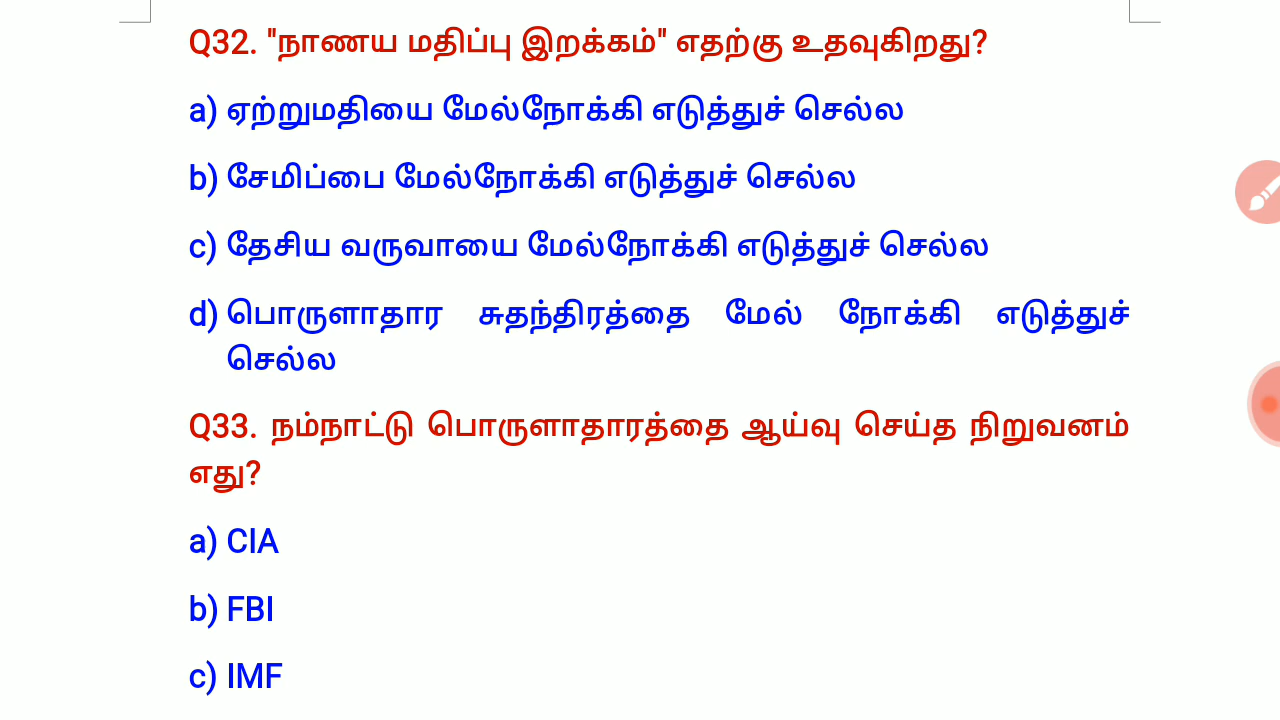 Q32. "நாணய மதிப்பு இறக்கம்" எதற்கு உதவுகிறது?
a) ஏற்றுமதியை மேல்நோக்கி எடுத்துச் செல்ல
b) சேமிப்பை மேல்நோக்கி எடுத்துச் செல்ல
c) தேசிய வருவாயை மேல்நோக்கி எடுத்துச் செல்ல
d) பொருளாதார சுதந்திரத்தை மேல் நோக்கி எடுத்துச்
செல்ல
Q33. நம்நாட்டு பொருளாதாரத்தை ஆய்வு செய்த நிறுவனம்
எது?
a) CIA
b) FBI
c) IMF